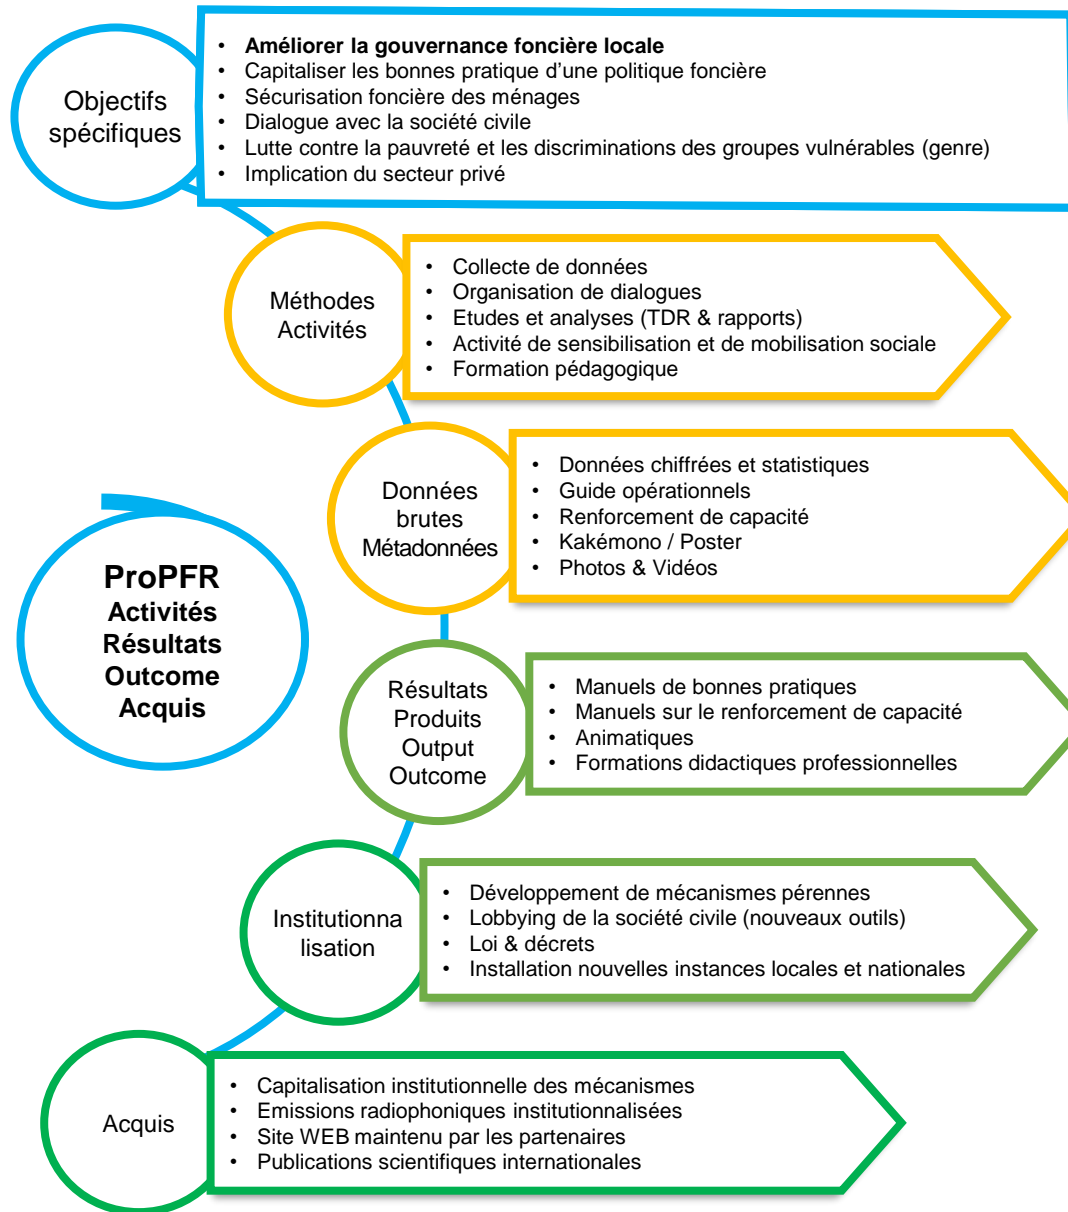 Objectifs
spécifiques
• Améliorer la gouvernance foncière locale
• Capitaliser les bonnes pratique d'une politique foncière
• Sécurisation foncière des ménages
• Dialogue avec la société civile
• Lutte contre la pauvreté et les discriminations des groupes vulnérables (genre)
• Implication du secteur privé
Méthodes
Activités
• Collecte de données
• Organisation de dialogues
• Etudes et analyses (TDR & rapports)
• Activité de sensibilisation et de mobilisation sociale
• Formation pédagogique
Données
brutes
Métadonnées
• Données chiffrées et statistiques
• Guide opérationnels
• Renforcement de capacité
• Kakémono / Poster
• Photos & Vidéos
ProPFR
Activités
Résultats
Outcome
Acquis
Résultats
Produits
Output
Outcome
• Manuels de bonnes pratiques
• Manuels sur le renforcement de capacité
• Animatiques
• Formations didactiques professionnelles
Institutionna
lisation
• Développement de mécanismes pérennes
• Lobbying de la société civile (nouveaux outils)
• Loi & décrets
• Installation nouvelles instances locales et nationales
Acquis
• Capitalisation institutionnelle des mécanismes
• Emissions radiophoniques institutionnalisées
• Site WEB maintenu par les partenaires
• Publications scientifiques internationales